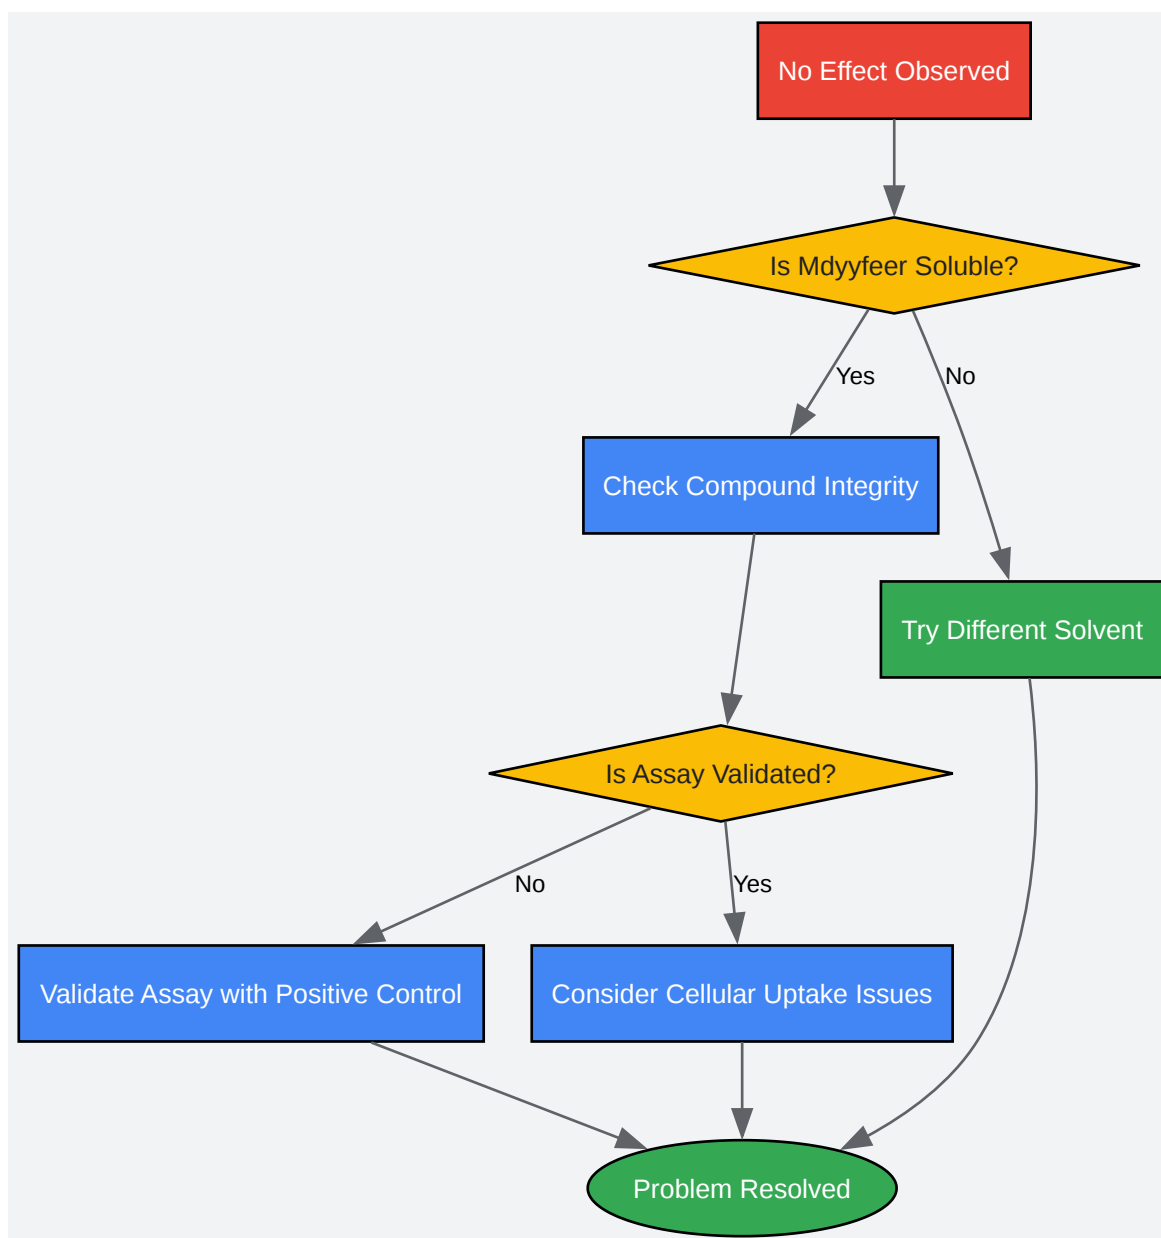 No Effect Observed
Is Mdyyfeer Soluble?
Yes
No
Check Compound Integrity
Try Different Solvent
Is Assay Validated?
No
Yes
Validate Assay with Positive Control
Consider Cellular Uptake Issues
Problem Resolved